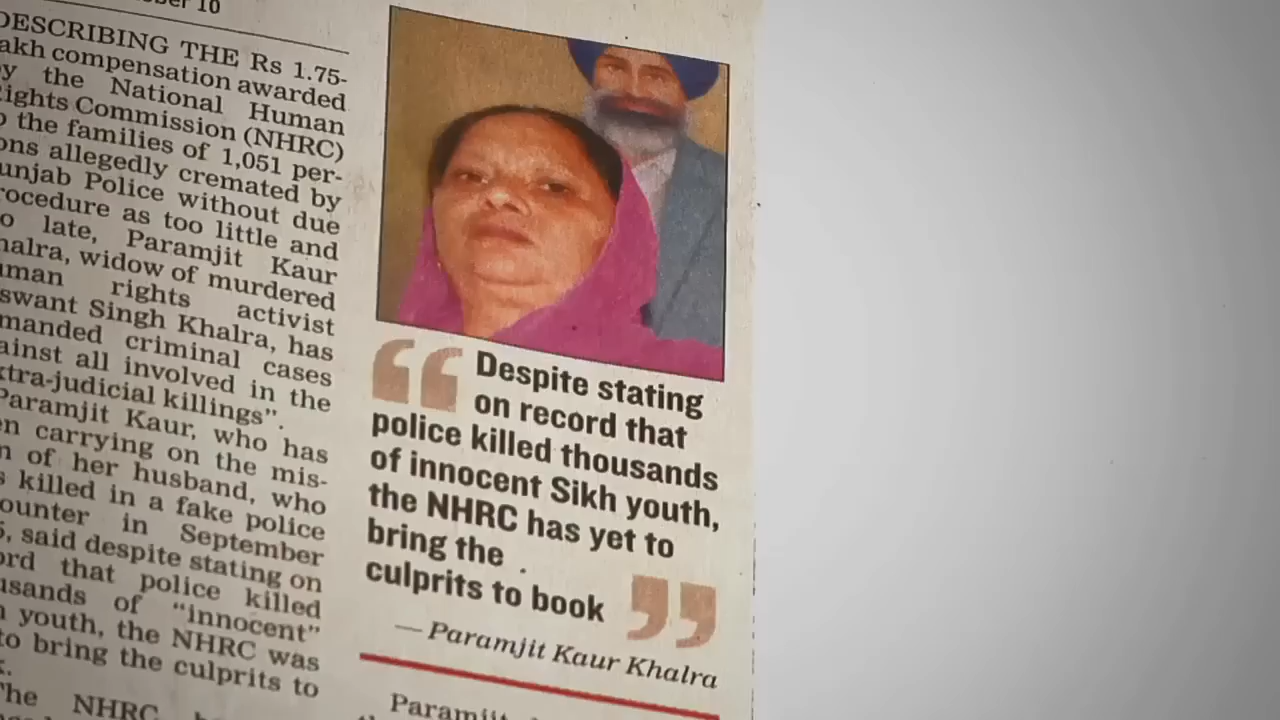 10
DESCRIBING THE Rs 1.75-
akh compensation awarded
y the National Human
Rights Commission (NHRC)
o the families of 1,051 per-
ons allegedly cremated by
unjab Police without due
rocedure as too little and
o late, Paramjit Kaur
halra, widow of murdered
uman rights activist
swant Singh Khalra, has
manded criminal cases
ainst all involved in the
xtra-judicial killings".
Paramjit Kaur, who has
en carrying on the mis-
n of her husband, who
s killed in a fake police
ounter in September
5, said despite stating on
ord that police killed
usands of "innocent"
h youth, the NHRC was
to bring the culprits to
k.
The NHRC
“ Despite stating
on record that
police killed thousands
of innocent Sikh youth,
the NHRC has yet to
bring the
culprits to book ”
— Paramjit Kaur Khalra
Paramjit